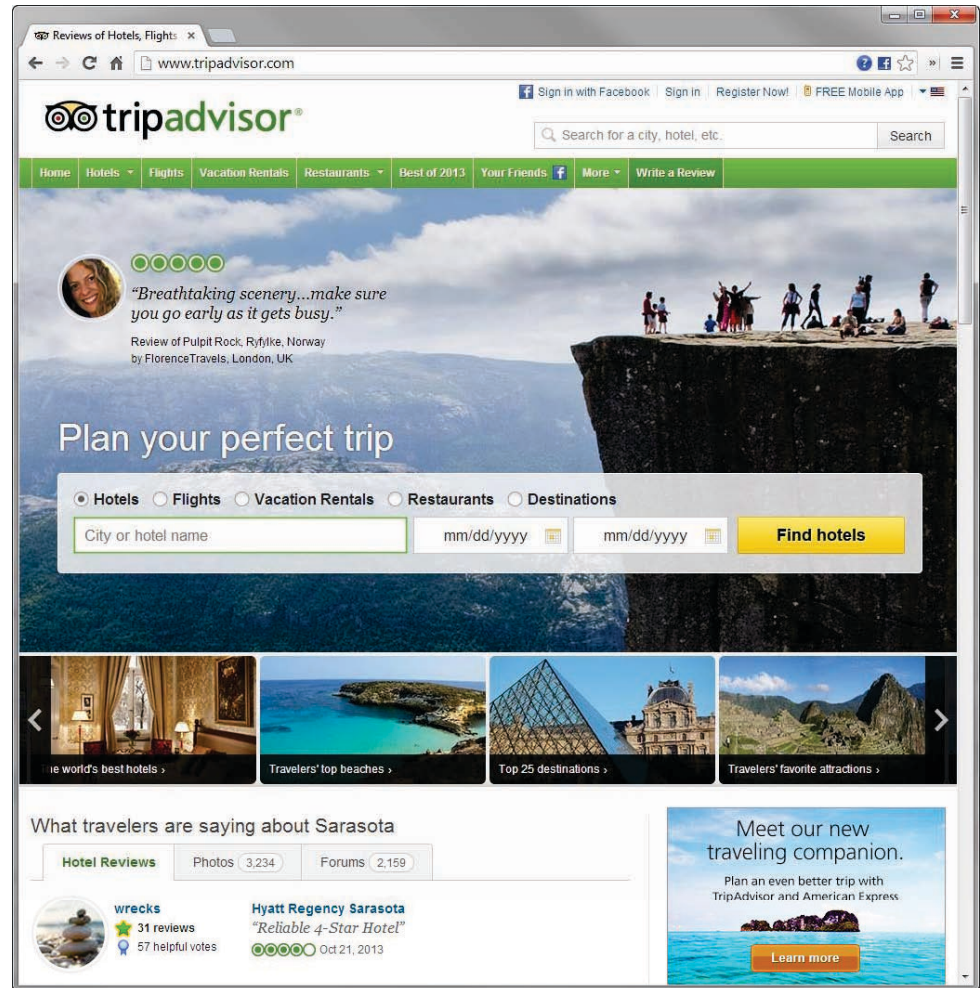 Reviews of Hotels, Flights
www.tripadvisor.com
Sign in with Facebook Sign in Register Now! FREE Mobile App
tripadvisor®
Search for a city, hotel, etc. Search
Home Hotels Flights Vacation Rentals Restaurants Best of 2013 Your Friends More Write a Review
“Breathtaking scenery...make sure
you go early as it gets busy.”
Review of Pulpit Rock, Ryfylke, Norway
by FlorenceTravels, London, UK
Plan your perfect trip
Hotels Flights Vacation Rentals Restaurants Destinations
City or hotel name mm/dd/yyyy mm/dd/yyyy Find hotels
he world's best hotels › Travelers' top beaches › Top 25 destinations › Travelers' favorite attractions ›
What travelers are saying about Sarasota
Hotel Reviews Photos 3,234 Forums 2,159
wrecks
31 reviews
57 helpful votes
Hyatt Regency Sarasota
“Reliable 4-Star Hotel”
Oct 21, 2013
Meet our new
traveling companion.
Plan an even better trip with
TripAdvisor and American Express
Learn more